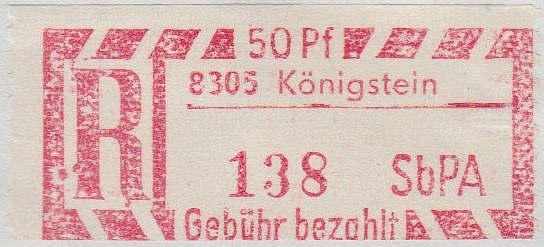 50 Pf
R
8305 Königstein
138 SbPA
Gebühr bezahlt